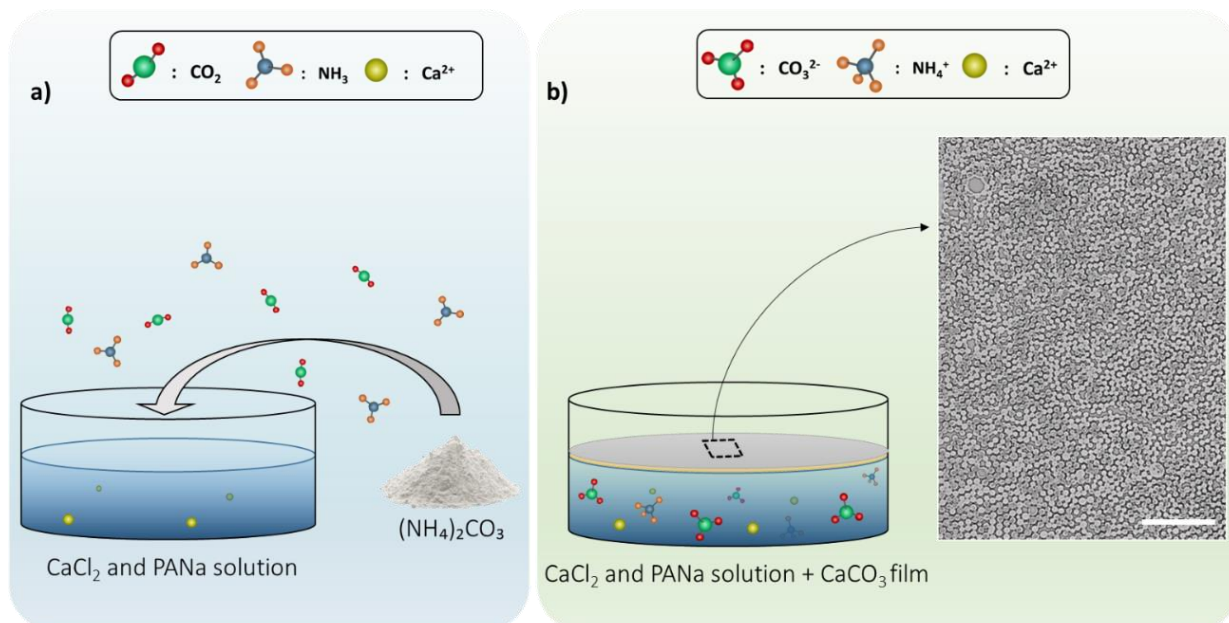 a)
: CO₂ : NH₃ : Ca²⁺
(NH₄)₂CO₃
CaCl₂ and PANa solution
b)
: CO₃²⁻ : NH₄⁺ : Ca²⁺
CaCl₂ and PANa solution + CaCO₃ film